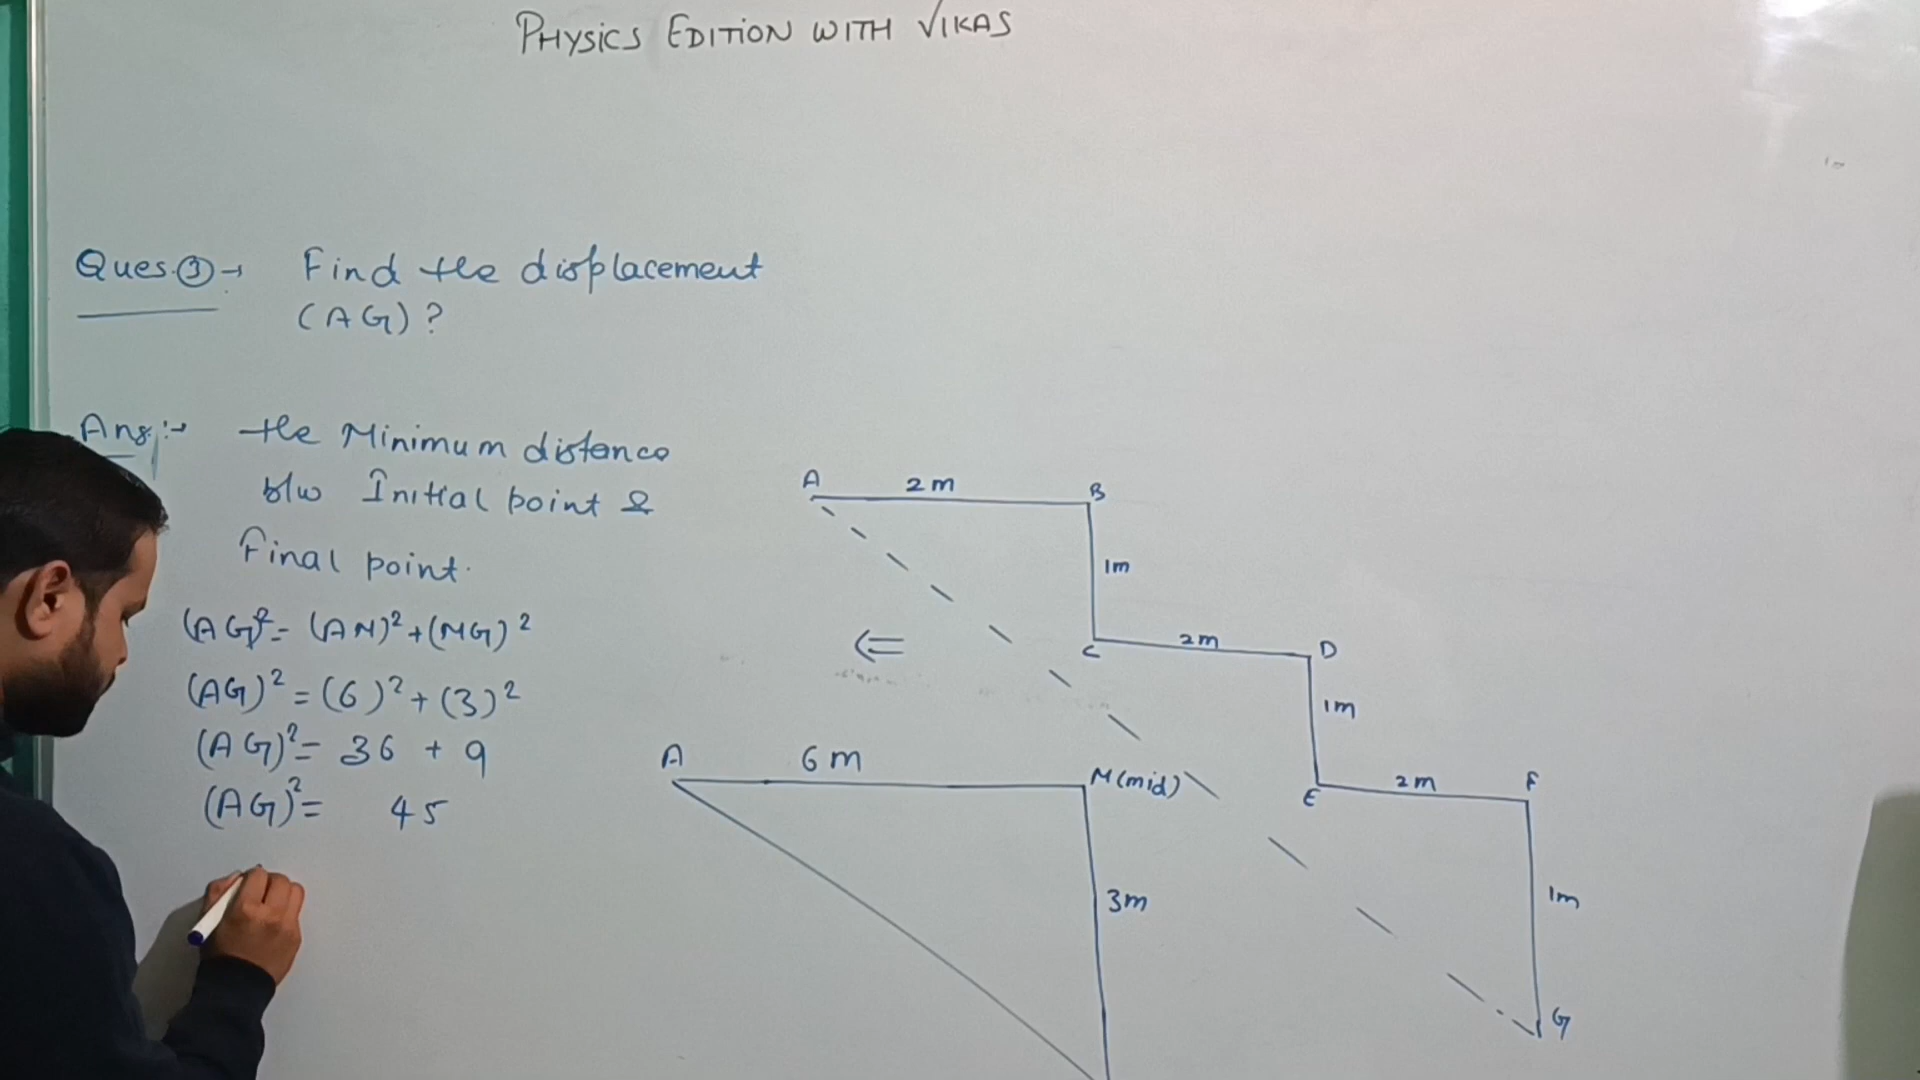 PHYSICS EDITION WITH VIKAS
Ques.③→ Find the displacement
(AG)?
Ans:→ the Minimum distance
b/w Initial point &
Final point.
(AG)²= (AM)²+(MG)²
(AG)² = (6)²+(3)²
(AG)²= 36 + 9
(AG)²= 45
A 2m B
1m
⇐
C 2m D
1m
E 2m F
1m
G
A 6m M(mid)
3m